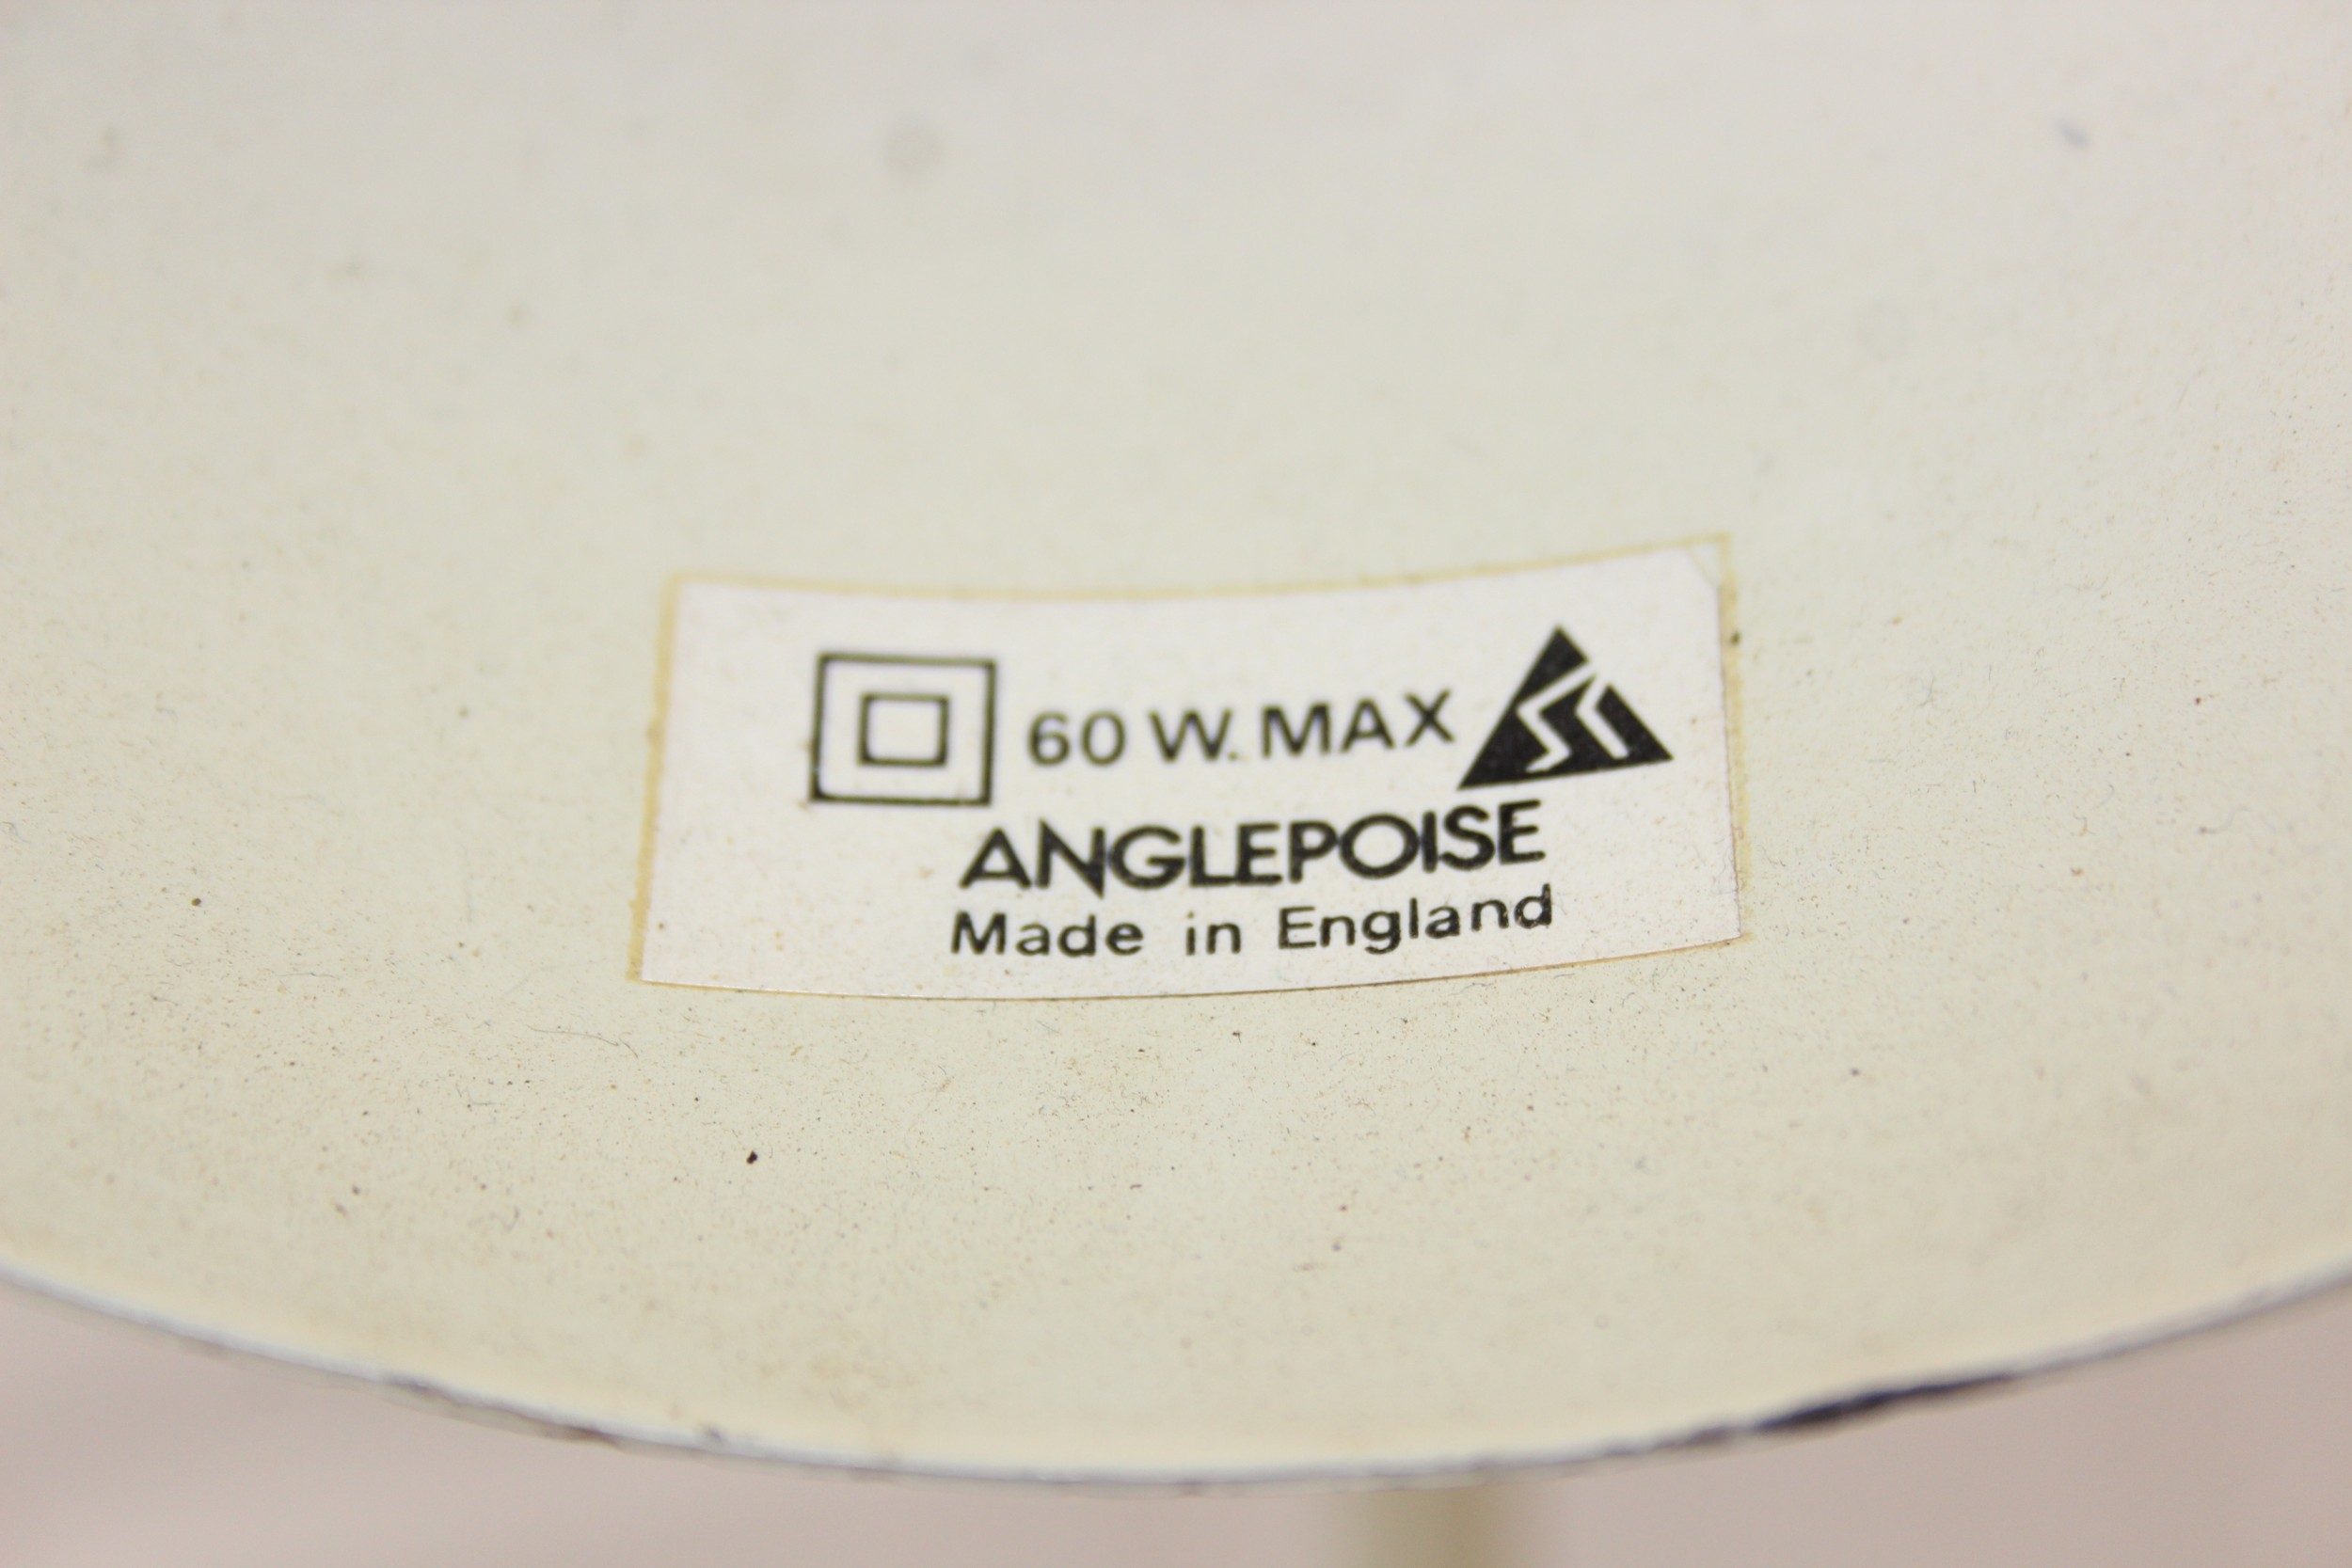 60 W. MAX
ANGLEPOISE
Made in England